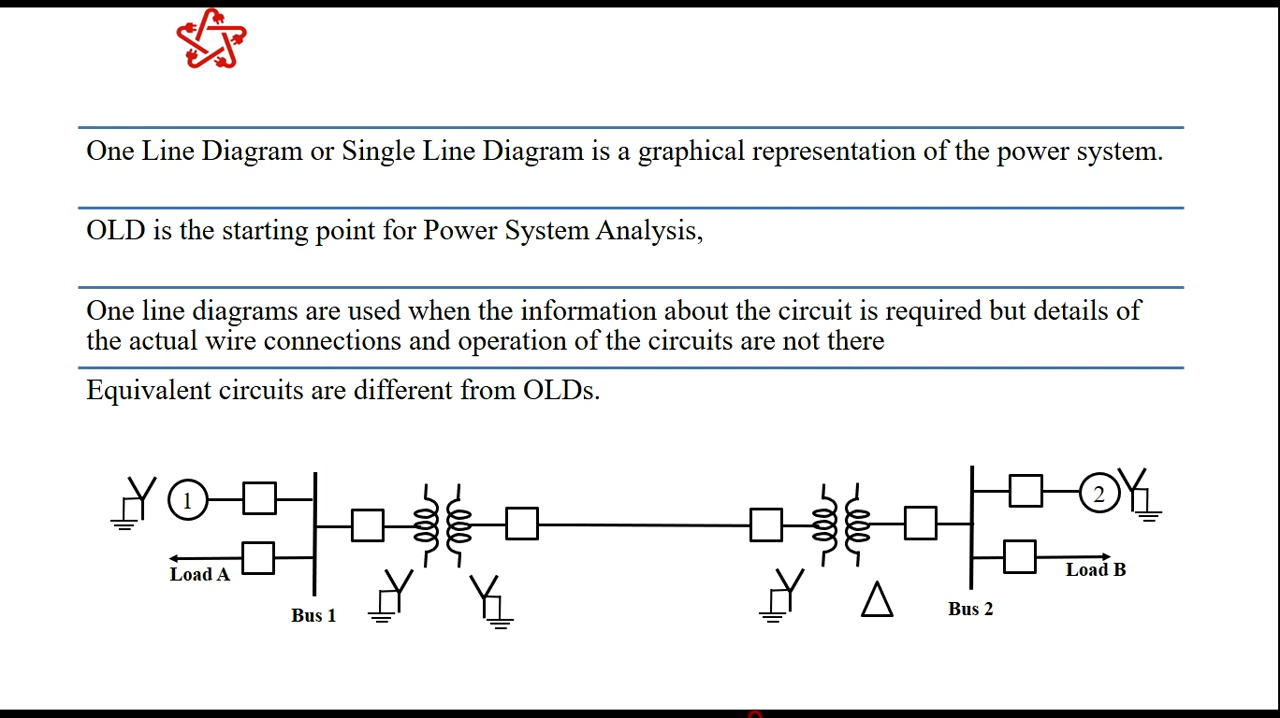 One Line Diagram or Single Line Diagram is a graphical representation of the power system.
OLD is the starting point for Power System Analysis,
One line diagrams are used when the information about the circuit is required but details of
the actual wire connections and operation of the circuits are not there
Equivalent circuits are different from OLDs.
1
2
Load A
Load B
Bus 1
Bus 2